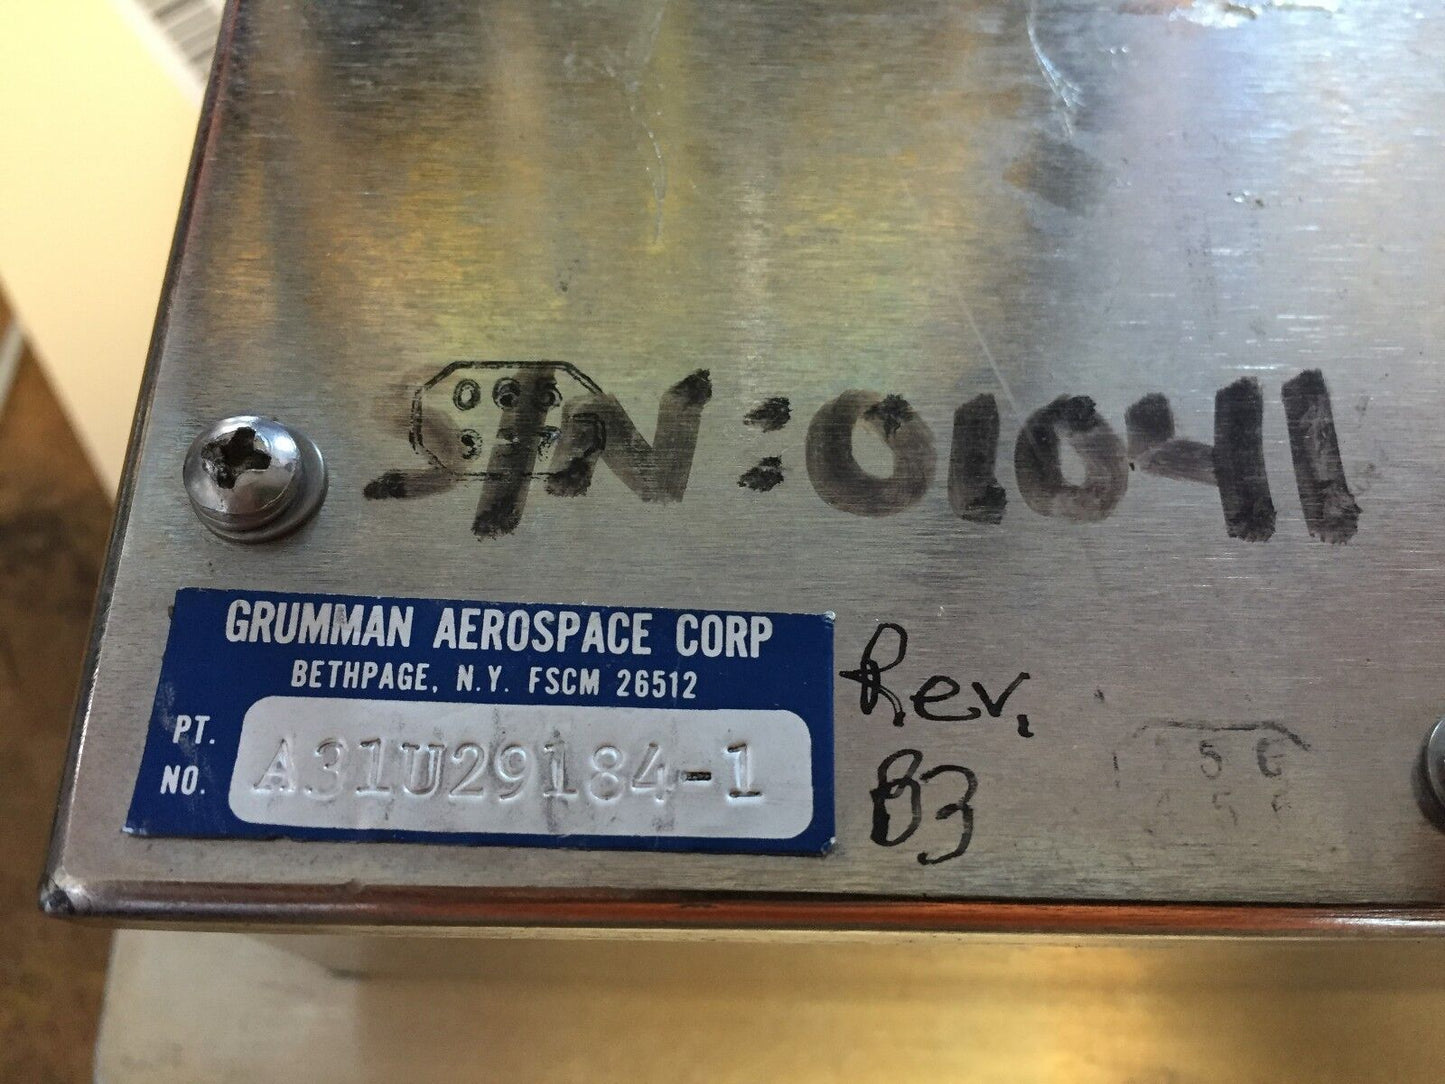 S/N:01041
GRUMMAN AEROSPACE CORP
BETHPAGE, N.Y. FSCM 26512
PT.
NO. A31U29184-1
Rev.
B3